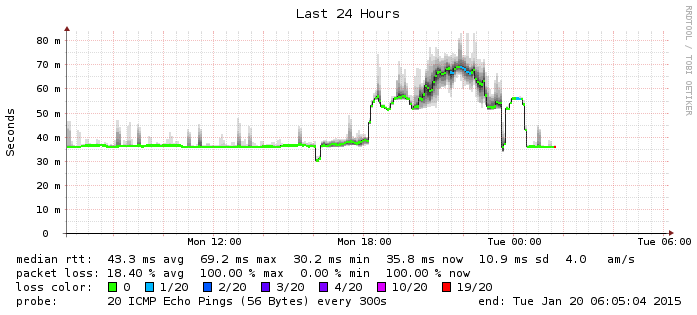 Last 24 Hours
RRDTOOL / TOBI OETIKER
Seconds
80 m
70 m
60 m
50 m
40 m
30 m
20 m
10 m
0
Mon 12:00 Mon 18:00 Tue 00:00 Tue 06:00
median rtt: 43.3 ms avg 69.2 ms max 30.2 ms min 35.8 ms now 10.9 ms sd 4.0 am/s
packet loss: 18.40 % avg 100.00 % max 0.00 % min 100.00 % now
loss color: 0 1/20 2/20 3/20 4/20 10/20 19/20
probe: 20 ICMP Echo Pings (56 Bytes) every 300s end: Tue Jan 20 06:05:04 2015